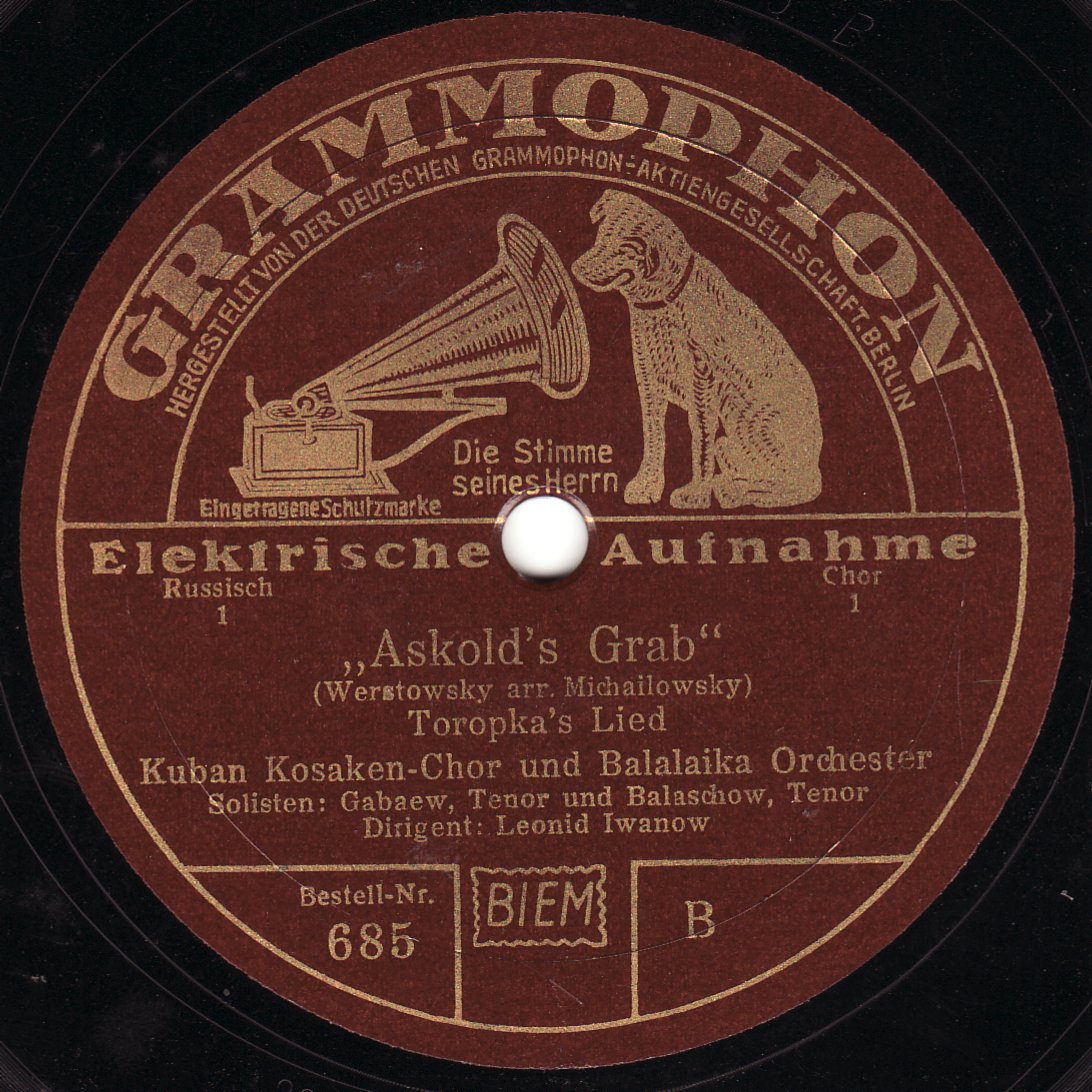 GRAMMOPHON
HERGESTELLT VON DER DEUTSCHEN GRAMMOPHON-AKTIENGESELLSCHAFT. BERLIN
Die Stimme
seines Herrn
Eingetragene Schutzmarke
Elektrische Aufnahme
Russisch
1
Chor
1
„Askold's Grab“
(Werstowsky arr. Michailowsky)
Toropka's Lied
Kuban Kosaken-Chor und Balalaika Orchester
Solisten: Gabaew, Tenor und Balaschow, Tenor
Dirigent: Leonid Iwanow
Bestell-Nr.
685
BIEM
B